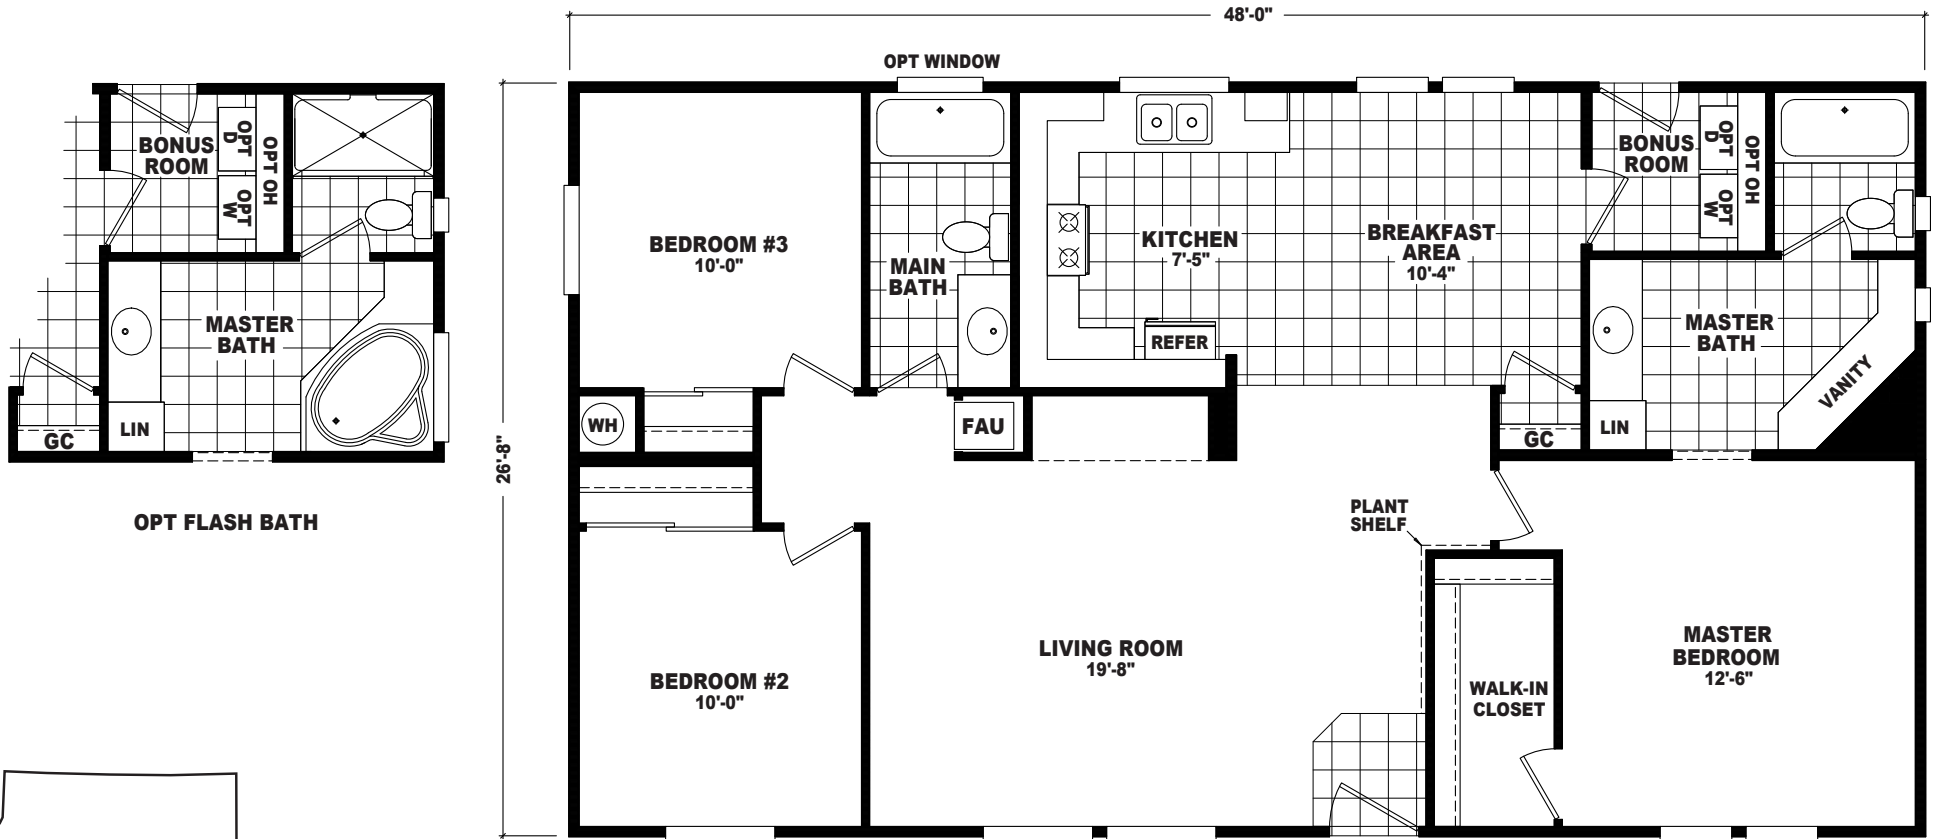 48'-0"
OPT WINDOW
26'-8"
BONUS
ROOM
OPT
D
OPT
W
OPT OH
MASTER
BATH
LIN
GC
OPT FLASH BATH
BEDROOM #3
10'-0"
MAIN
BATH
KITCHEN
7'-5"
BREAKFAST
AREA
10'-4"
REFER
BONUS
ROOM
OPT
D
OPT
W
OPT OH
MASTER
BATH
VANITY
LIN
GC
WH
FAU
PLANT
SHELF
BEDROOM #2
10'-0"
LIVING ROOM
19'-8"
WALK-IN
CLOSET
MASTER
BEDROOM
12'-6"